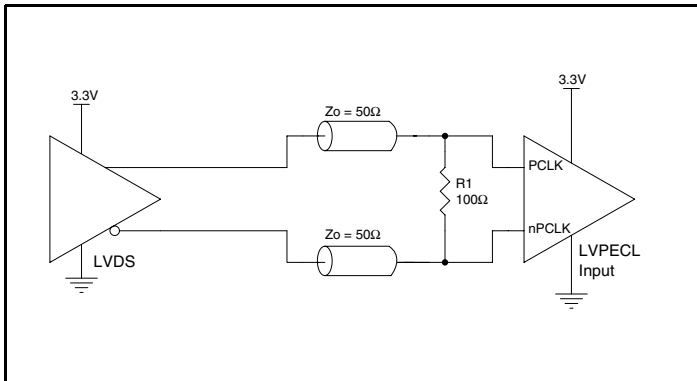 3.3V
3.3V
Zo = 50Ω
PCLK
R1
100Ω
nPCLK
Zo = 50Ω
LVDS
LVPECL
Input